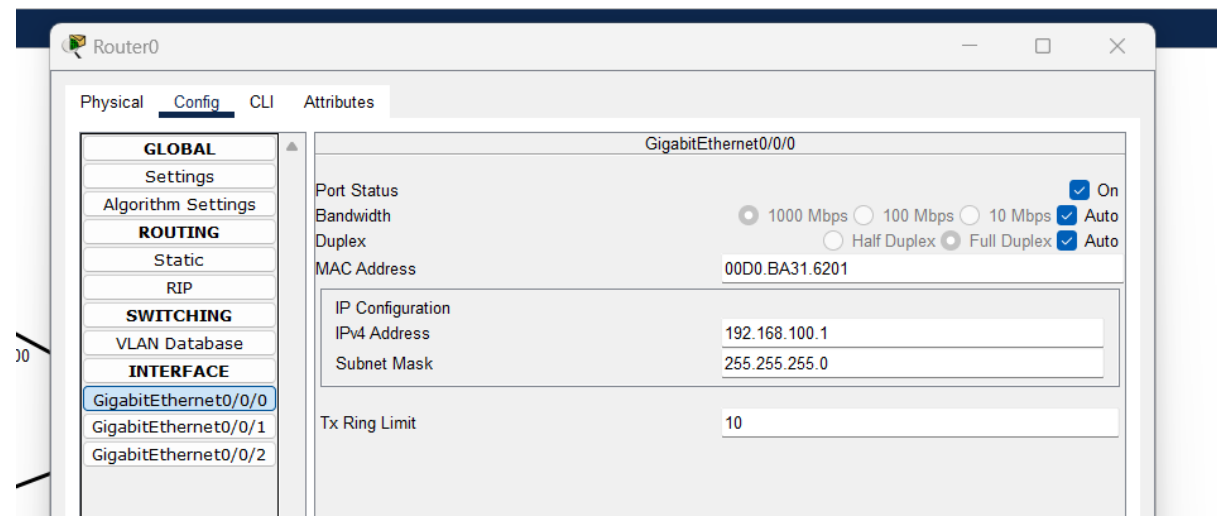 Router0
Physical Config CLI Attributes
GLOBAL
Settings
Algorithm Settings
ROUTING
Static
RIP
SWITCHING
VLAN Database
INTERFACE
GigabitEthernet0/0/0
GigabitEthernet0/0/1
GigabitEthernet0/0/2
GigabitEthernet0/0/0
Port Status On
Bandwidth 1000 Mbps 100 Mbps 10 Mbps Auto
Duplex Half Duplex Full Duplex Auto
MAC Address 00D0.BA31.6201
IP Configuration
IPv4 Address 192.168.100.1
Subnet Mask 255.255.255.0
Tx Ring Limit 10